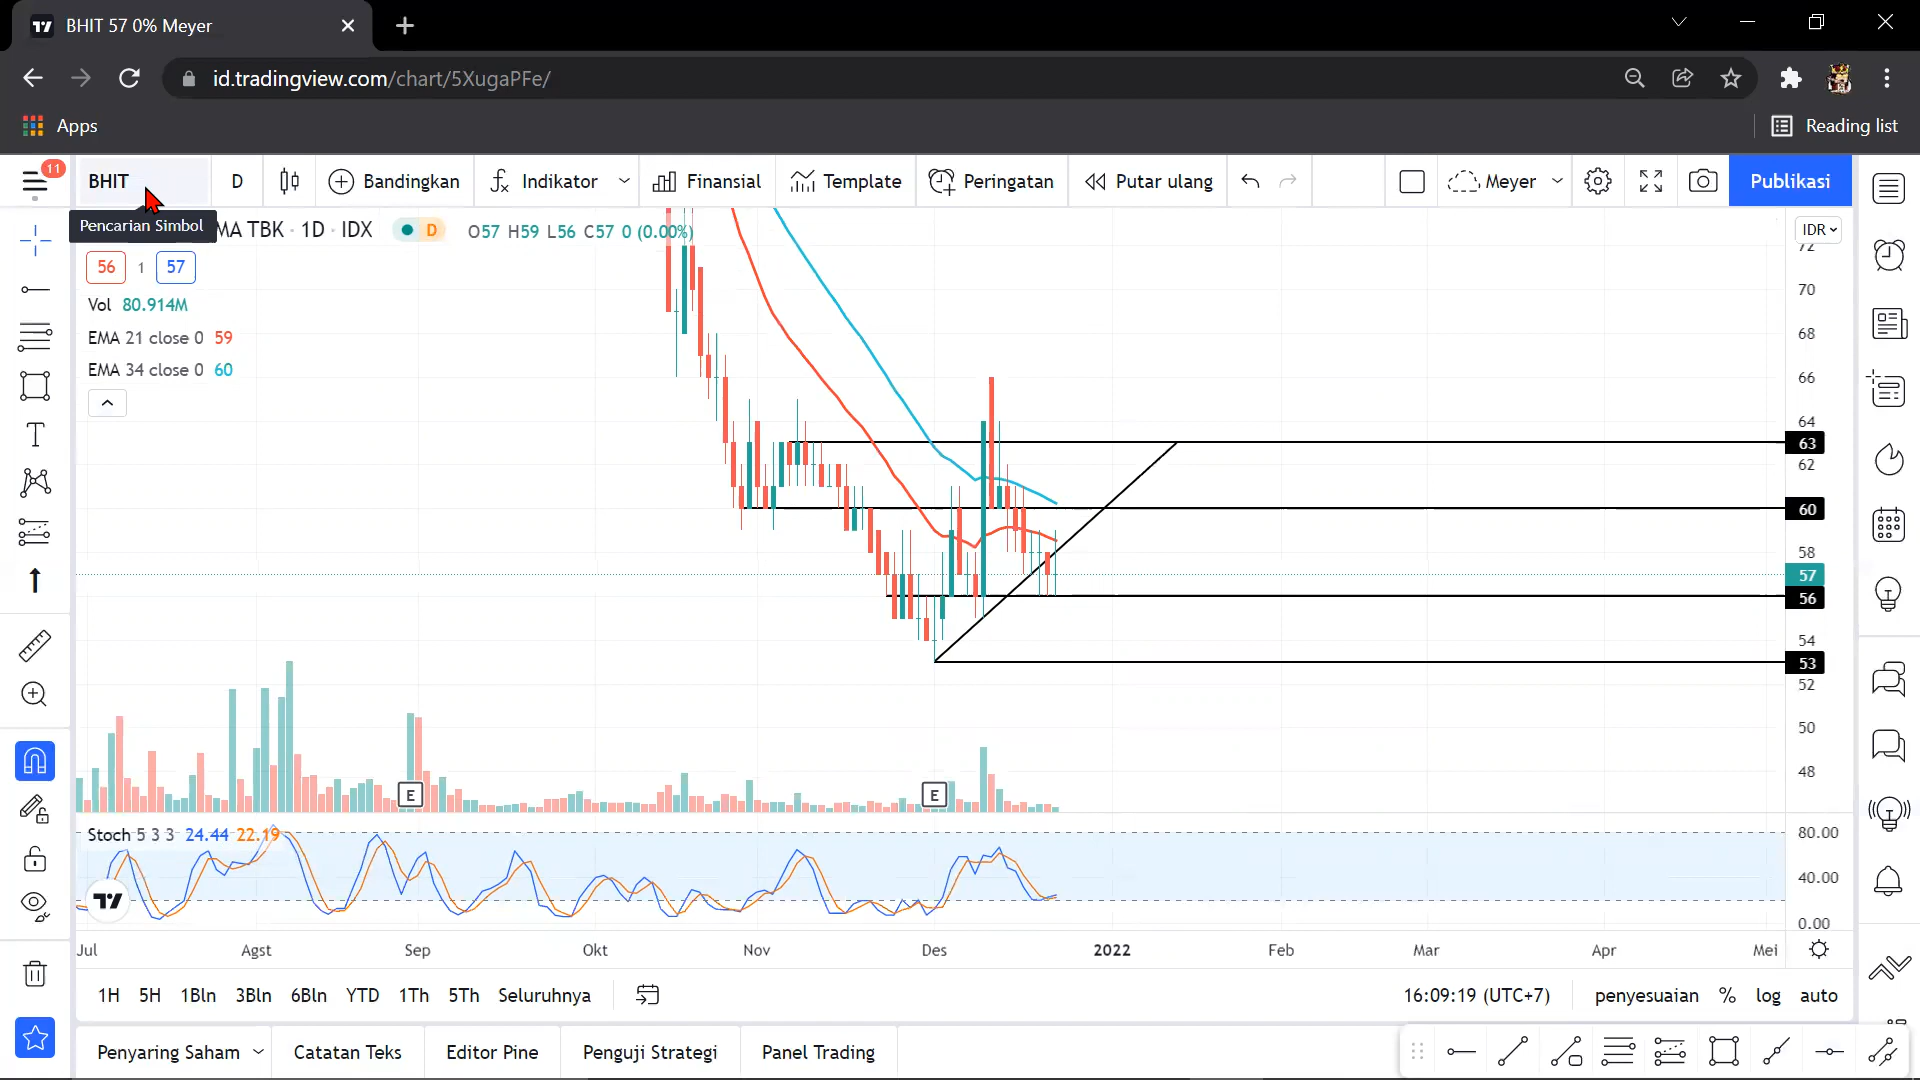 BHIT 57 0% Meyer
id.tradingview.com/chart/5XugaPFe/
Apps
Reading list
11
BHIT
D
Bandingkan
Indikator
Finansial
Template
Peringatan
Putar ulang
Meyer
Publikasi
Pencarian Simbol
MA TBK · 1D · IDX
D
O57 H59 L56 C57 0 (0.00%)
IDR
56
1
57
Vol 80.914M
EMA 21 close 0 59
EMA 34 close 0 60
72
70
68
66
64
63
62
60
58
57
56
54
53
52
50
48
E
E
Stoch 5 3 3 24.44 22.19
80.00
40.00
0.00
Jul
Agst
Sep
Okt
Nov
Des
2022
Feb
Mar
Apr
Mei
1H
5H
1Bln
3Bln
6Bln
YTD
1Th
5Th
Seluruhnya
16:09:19 (UTC+7)
penyesuaian
%
log
auto
Penyaring Saham
Catatan Teks
Editor Pine
Penguji Strategi
Panel Trading